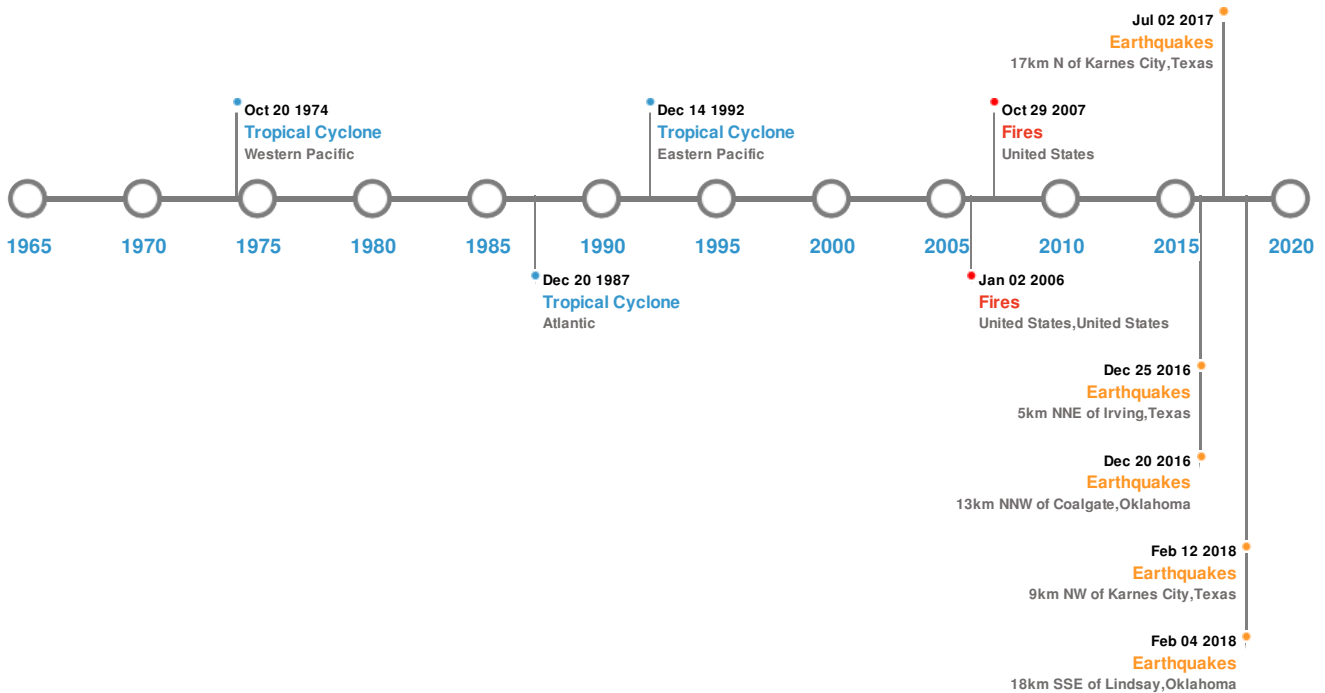 Jul 02 2017
Earthquakes
17km N of Karnes City,Texas
Oct 20 1974
Tropical Cyclone
Western Pacific
Dec 14 1992
Tropical Cyclone
Eastern Pacific
Oct 29 2007
Fires
United States
1965
1970
1975
1980
1985
1990
1995
2000
2005
2010
2015
2020
Dec 20 1987
Tropical Cyclone
Atlantic
Jan 02 2006
Fires
United States,United States
Dec 25 2016
Earthquakes
5km NNE of Irving,Texas
Dec 20 2016
Earthquakes
13km NNW of Coalgate,Oklahoma
Feb 12 2018
Earthquakes
9km NW of Karnes City,Texas
Feb 04 2018
Earthquakes
18km SSE of Lindsay,Oklahoma